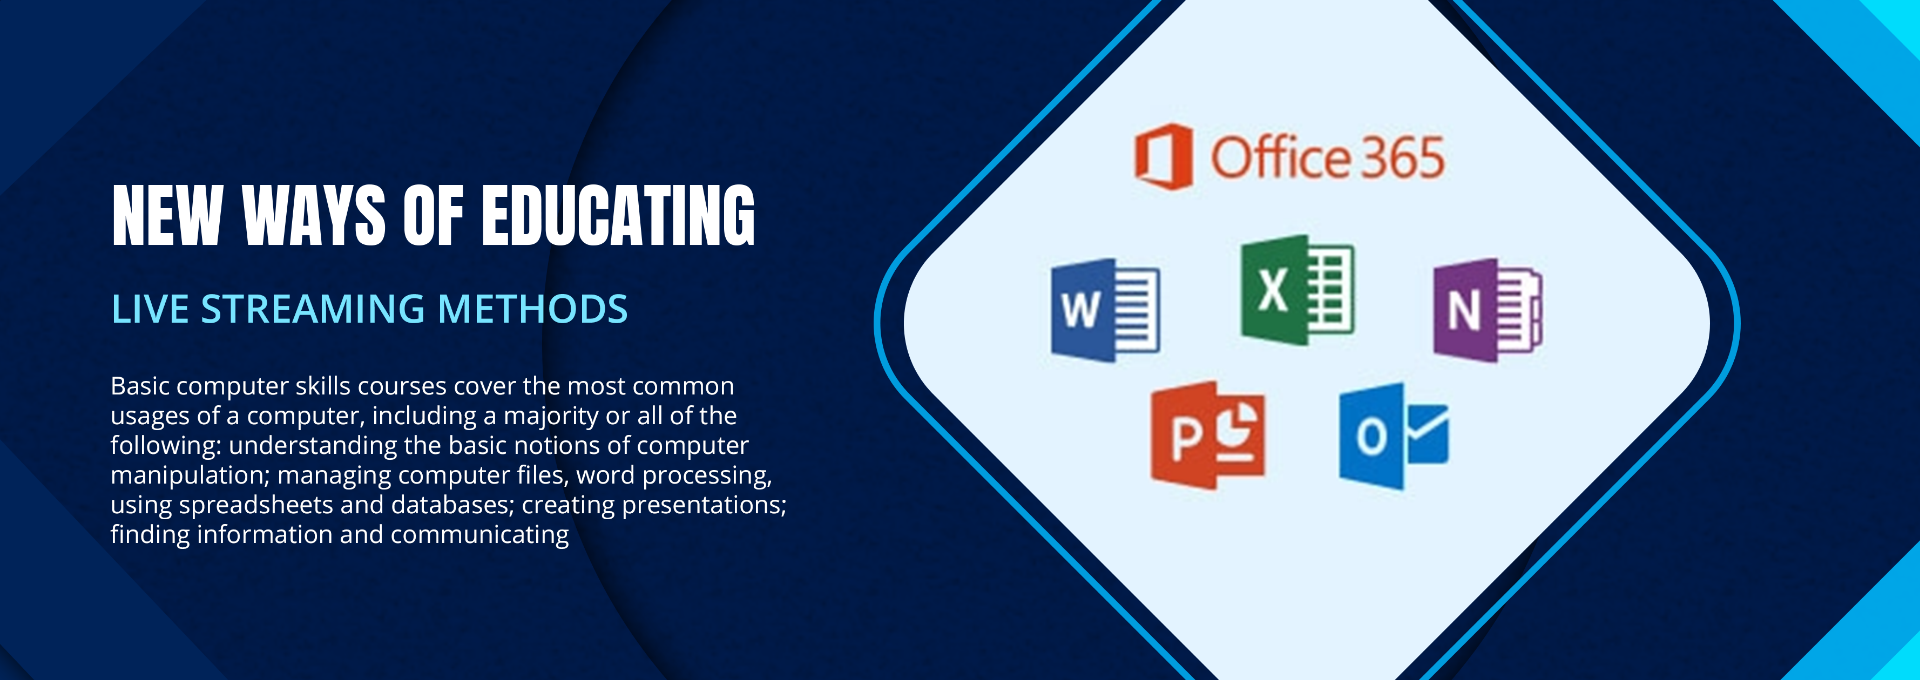 NEW WAYS OF EDUCATING
LIVE STREAMING METHODS
Basic computer skills courses cover the most common
usages of a computer, including a majority or all of the
following: understanding the basic notions of computer
manipulation; managing computer files, word processing,
using spreadsheets and databases; creating presentations;
finding information and communicating
Office 365
W
X
N
P
O